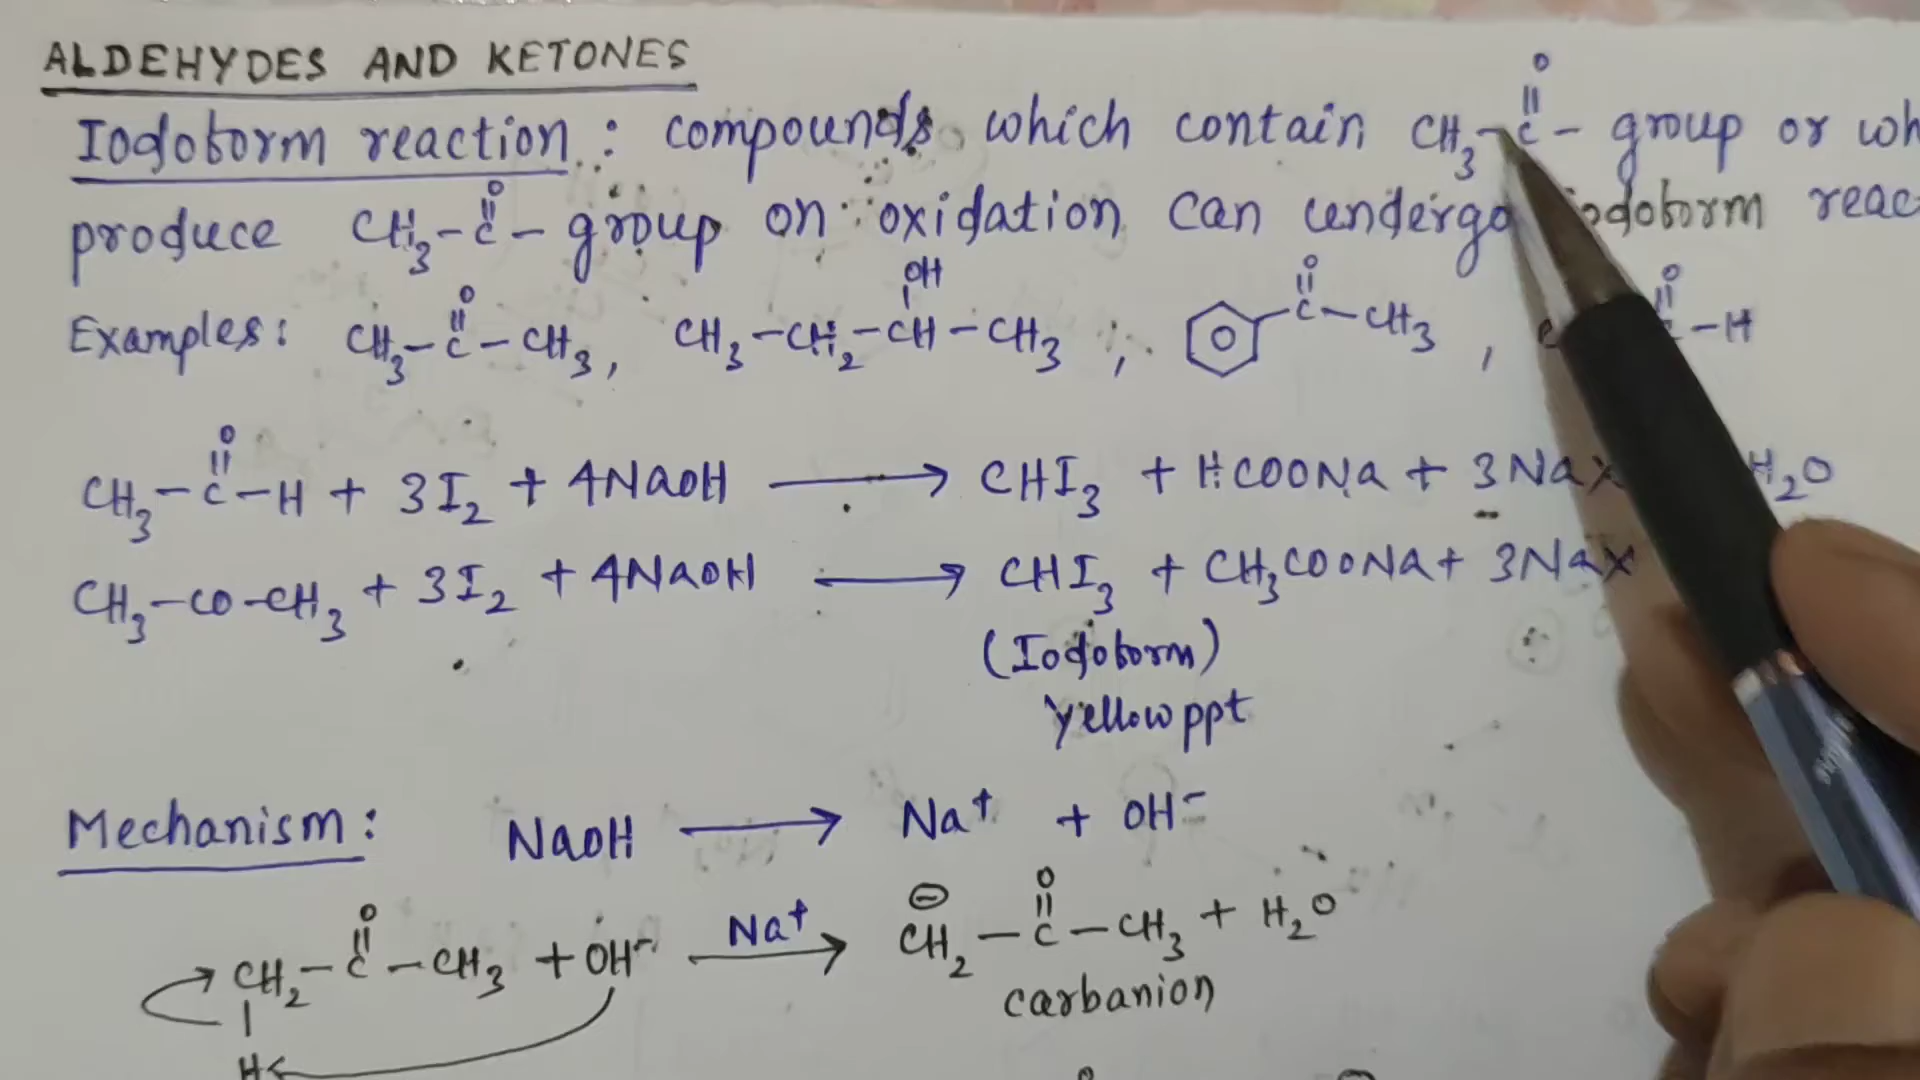 ALDEHYDES AND KETONES
Iodoform reaction : compounds which contain CH3-C- group or wh
O
produce CH3-C- group on oxidation can undergo iodoform reac
O
Examples: CH3-C-CH3, CH3-CH2-CH-CH3, C-CH3, -H
O OH O O
CH3-C-H + 3I2 + 4NaOH → CHI3 + HCOONa + 3Nax H2O
O
CH3-CO-CH3 + 3I2 + 4NaOH → CHI3 + CH3COONa + 3Nax
(Iodoform)
yellow ppt
Mechanism: NaOH → Na+ + OH-
CH2-C-CH3 + OH- Na+ → CH2-C-CH3 + H2O
O ⊖ O
H carbanion